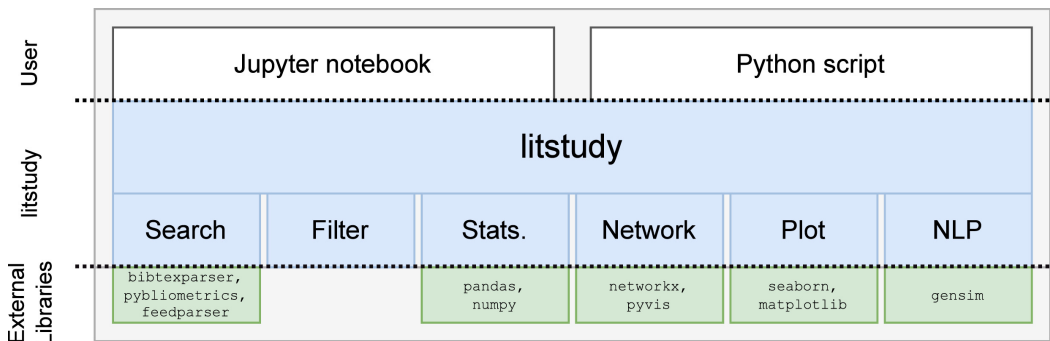 User
Jupyter notebook
Python script
litstudy
litstudy
Search
Filter
Stats.
Network
Plot
NLP
External
Libraries
bibtexparser,
pybliometrics,
feedparser
pandas,
numpy
networkx,
pyvis
seaborn,
matplotlib
gensim